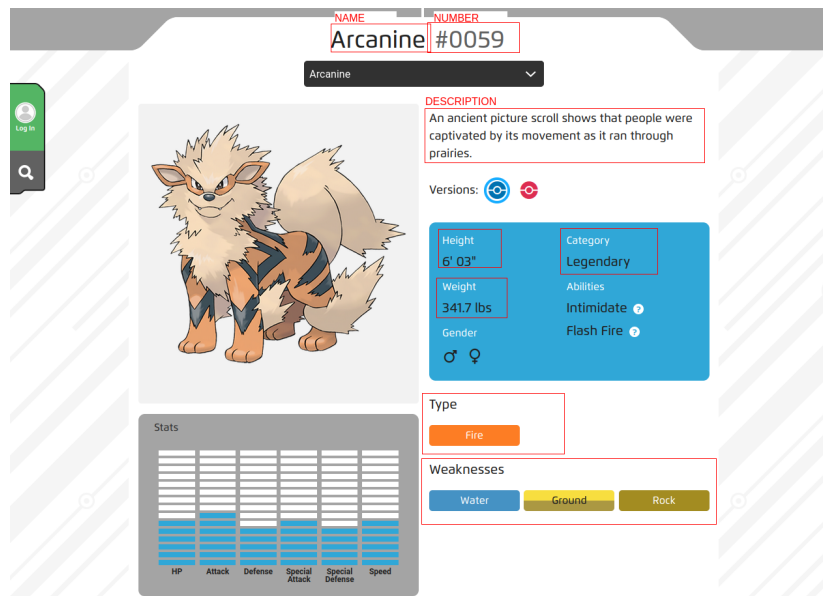 NAME
NUMBER
Arcanine #0059
Arcanine
Log In
DESCRIPTION
An ancient picture scroll shows that people were
captivated by its movement as it ran through
prairies.
Versions:
Height
6' 03"
Category
Legendary
Weight
341.7 lbs
Abilities
Intimidate ?
Flash Fire ?
Gender
Type
Fire
Weaknesses
Water
Ground
Rock
Stats
HP
Attack
Defense
Special
Attack
Special
Defense
Speed